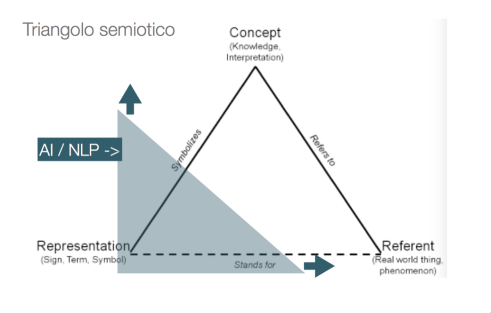 Triangolo semiotico
Concept
(Knowledge,
Interpretation)
AI / NLP ->
Symbolizes
Refers to
Representation
(Sign, Term, Symbol)
Stands for
Referent
(Real world thing,
phenomenon)